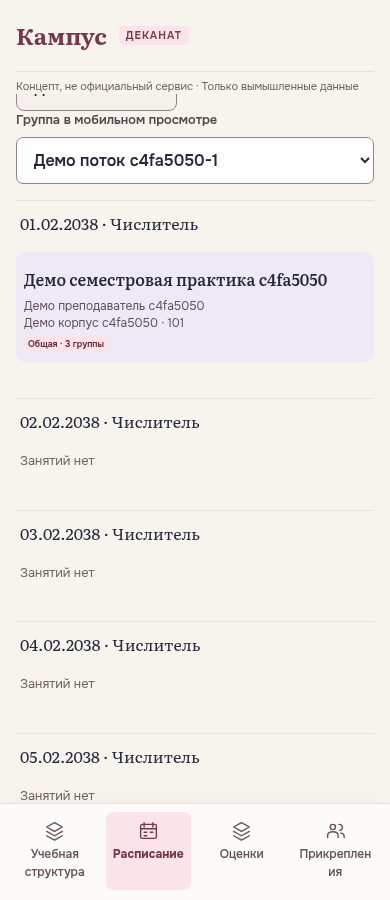 Кампус
ДЕКАНАТ
Концепт, не официальный сервис · Только вымышленные данные
Группа в мобильном просмотре
Демо поток c4fa5050-1
01.02.2038 · Числитель
Демо семестровая практика c4fa5050
Демо преподаватель c4fa5050
Демо корпус c4fa5050 · 101
Общая · 3 группы
02.02.2038 · Числитель
Занятий нет
03.02.2038 · Числитель
Занятий нет
04.02.2038 · Числитель
Занятий нет
05.02.2038 · Числитель
Занятий нет
Учебная
структура
Расписание
Оценки
Прикреплен
ия